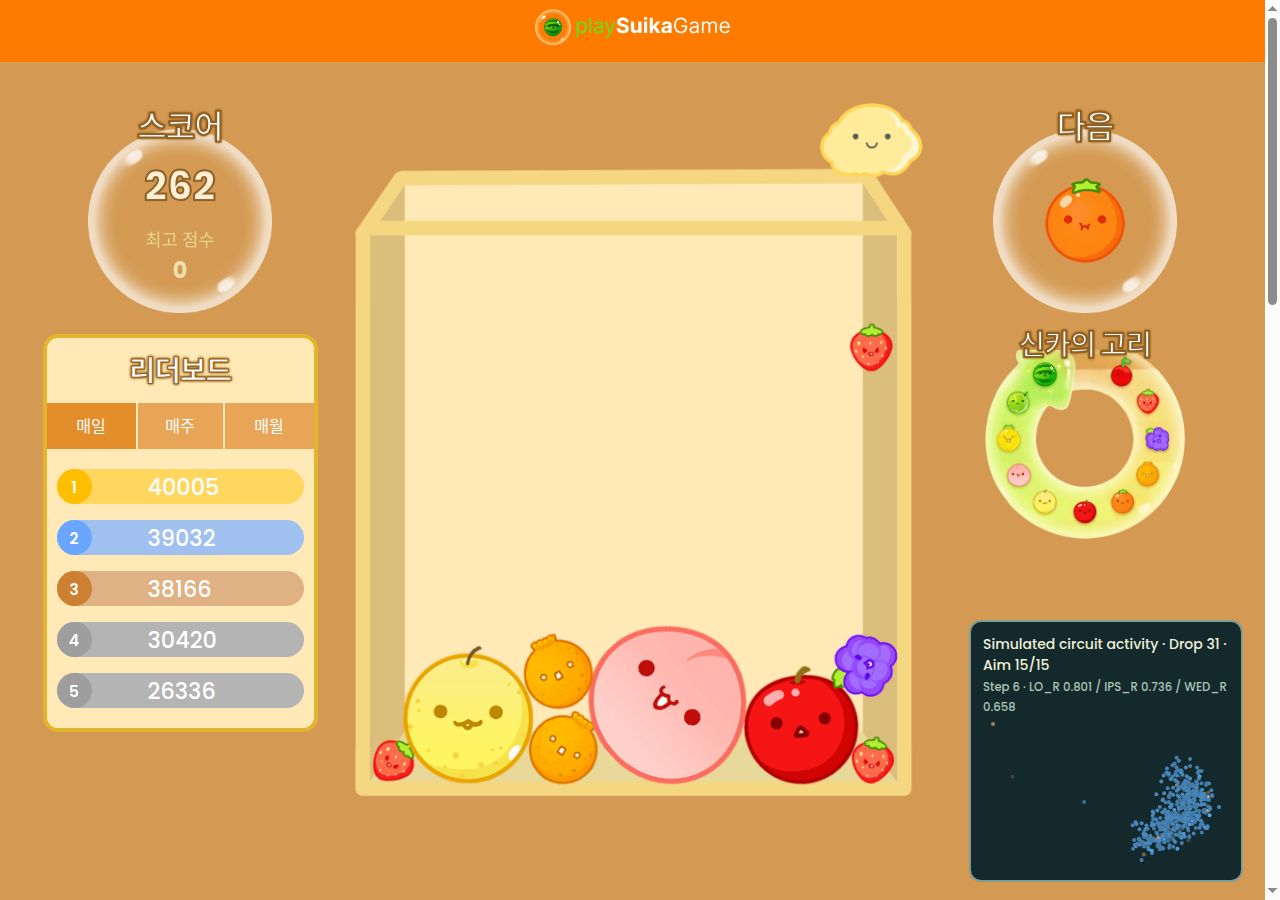 playSuikaGame
스코어
262
최고 점수
0
다음
신카의 고리
리더보드
매일 매주 매월
1 40005
2 39032
3 38166
4 30420
5 26336
Simulated circuit activity · Drop 31 ·
Aim 15/15
Step 6 · LO_R 0.801 / IPS_R 0.736 / WED_R
0.658